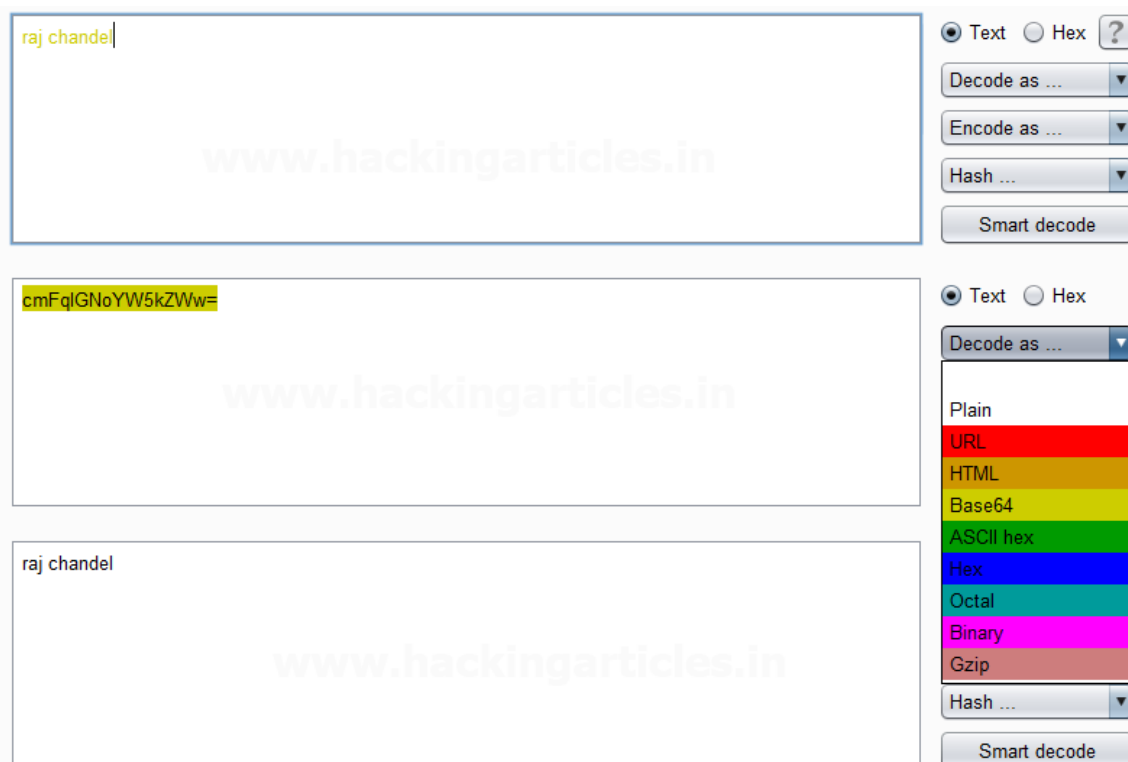 raj chandel
Text Hex ?
Decode as ...
Encode as ...
Hash ...
Smart decode
www.hackingarticles.in
cmFqIGNoYW5kZWw=
Text Hex
Decode as ...
Plain
URL
HTML
Base64
ASCII hex
Hex
Octal
Binary
Gzip
www.hackingarticles.in
raj chandel
Hash ...
Smart decode
www.hackingarticles.in